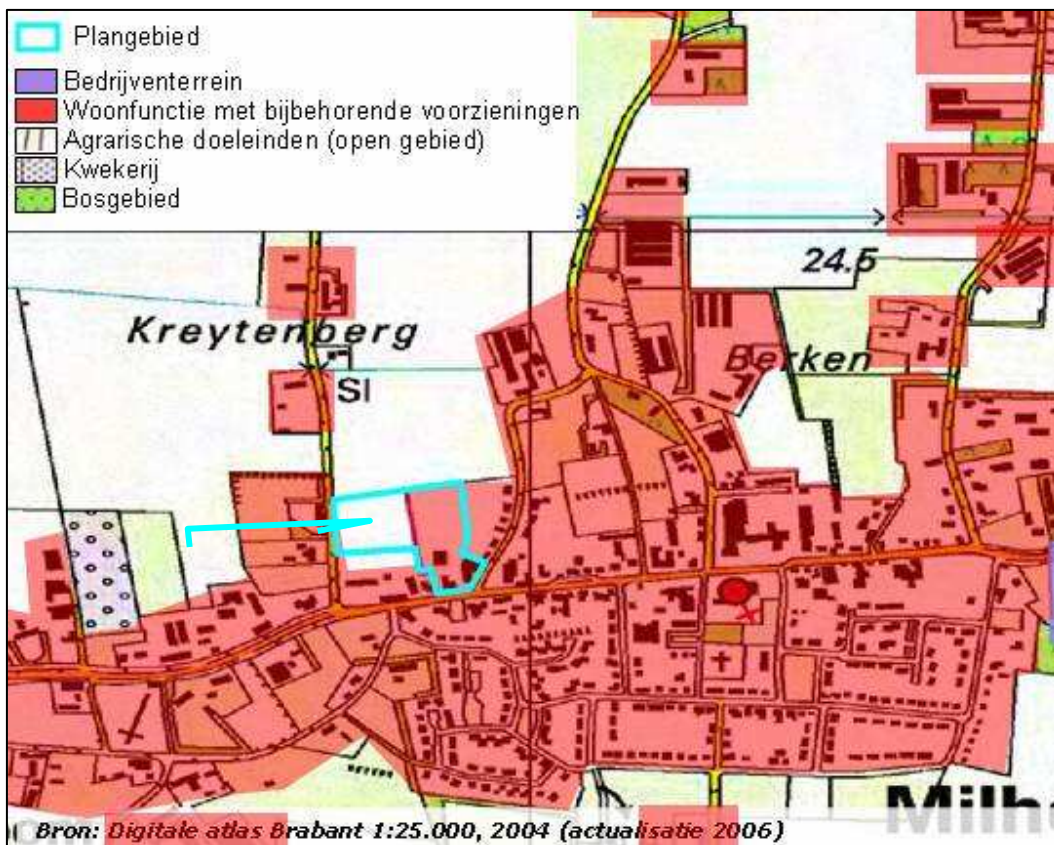 Plangebied
Bedrijventerrein
Woonfunctie met bijbehorende voorzieningen
Agrarische doeleinden (open gebied)
Kwekerij
Bosgebied
24.5
Kreytenberg
Berken
Sl
Milh
Bron: Digitale atlas Brabant 1:25.000, 2004 (actualisatie 2006)